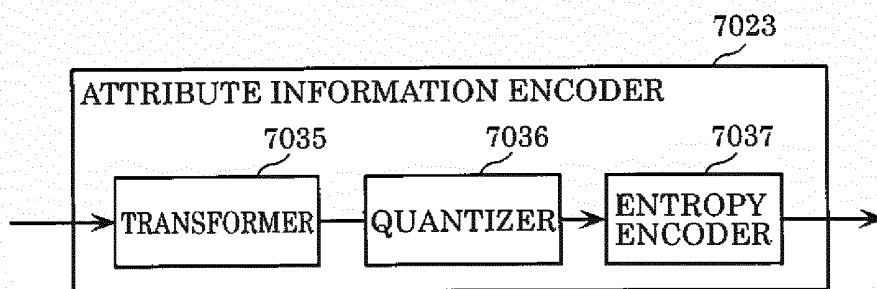 7023
ATTRIBUTE INFORMATION ENCODER
7035
7036
7037
TRANSFORMER
QUANTIZER
ENTROPY
ENCODER